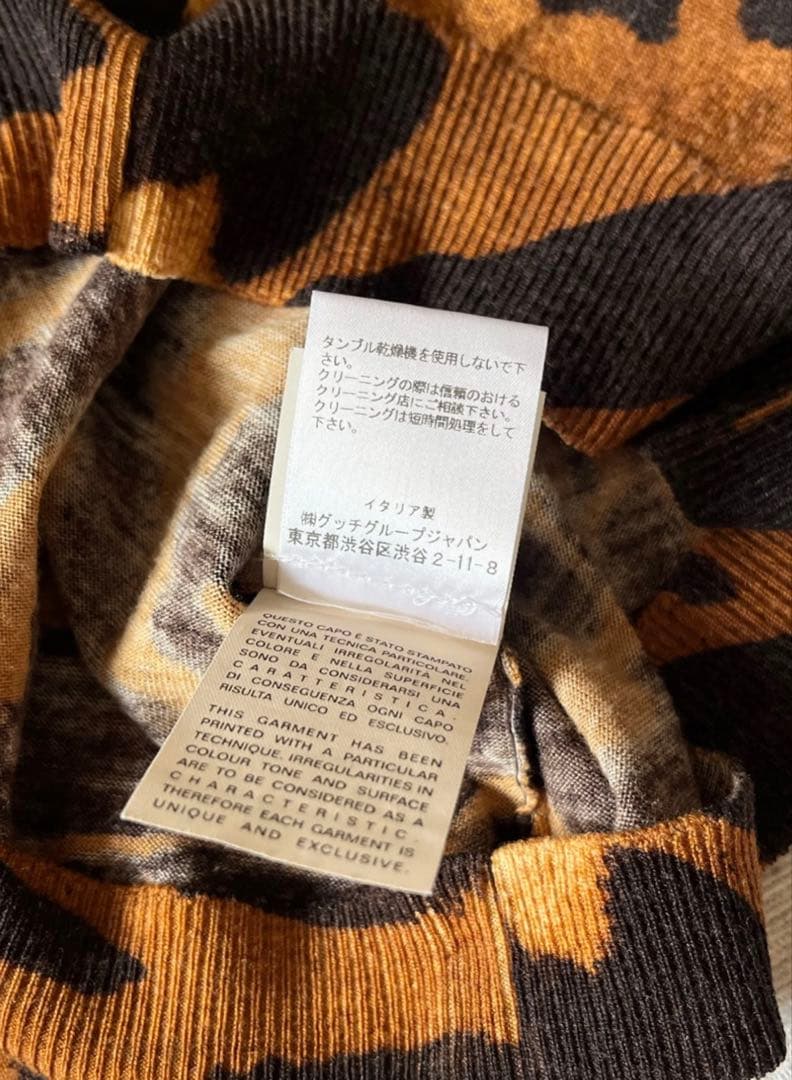 タンブル乾燥機を使用しないで下
さい。
クリーニングの際は信頼のおける
クリーニング店にご相談下さい。
クリーニングは短時間処理をして
下さい。
イタリア製
㈱グッチグループジャパン
東京都渋谷区渋谷2-11-8
QUESTO CAPO È STATO STAMPATO
CON UNA TECNICA PARTICOLARE.
EVENTUALI IRREGOLARITÀ NEL
COLORE E NELLA SUPERFICIE
SONO DA CONSIDERARSI UNA
CARATTERISTICA.
DI CONSEGUENZA OGNI CAPO
RISULTA UNICO ED ESCLUSIVO.
THIS GARMENT HAS BEEN
PRINTED WITH A PARTICULAR
TECHNIQUE. IRREGULARITIES IN
COLOUR TONE AND SURFACE
ARE TO BE CONSIDERED AS A
CHARACTERISTIC.
THEREFORE EACH GARMENT IS
UNIQUE AND EXCLUSIVE.